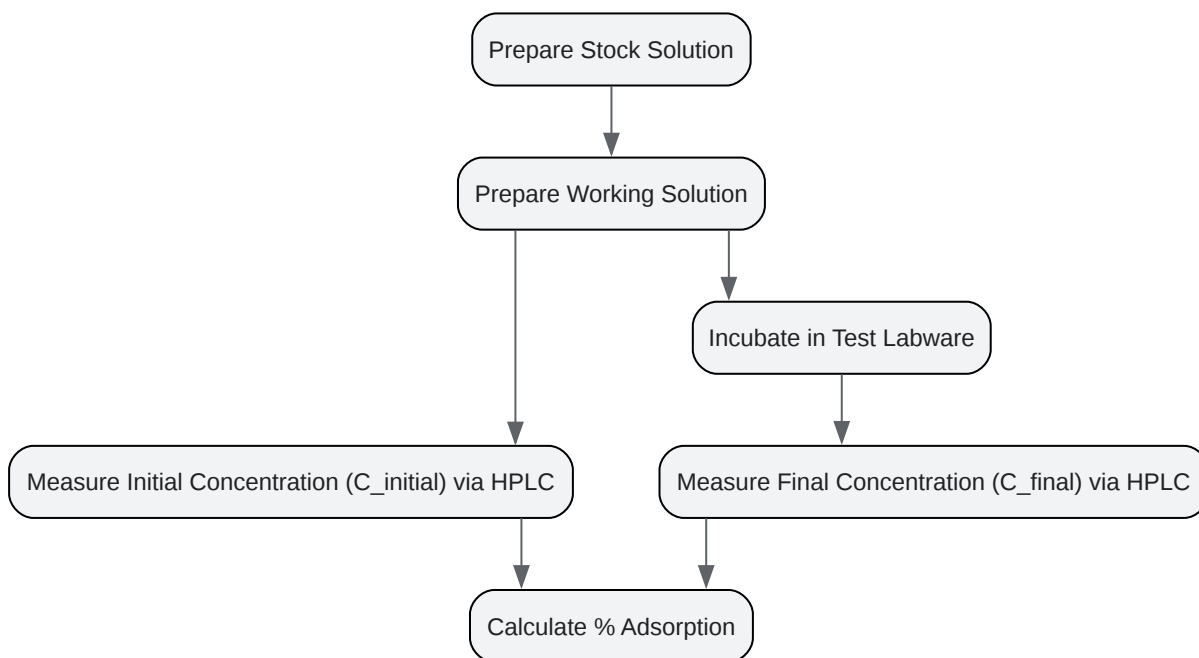 Prepare Stock Solution
Prepare Working Solution
Incubate in Test Labware
Measure Initial Concentration (C_initial) via HPLC
Measure Final Concentration (C_final) via HPLC
Calculate % Adsorption